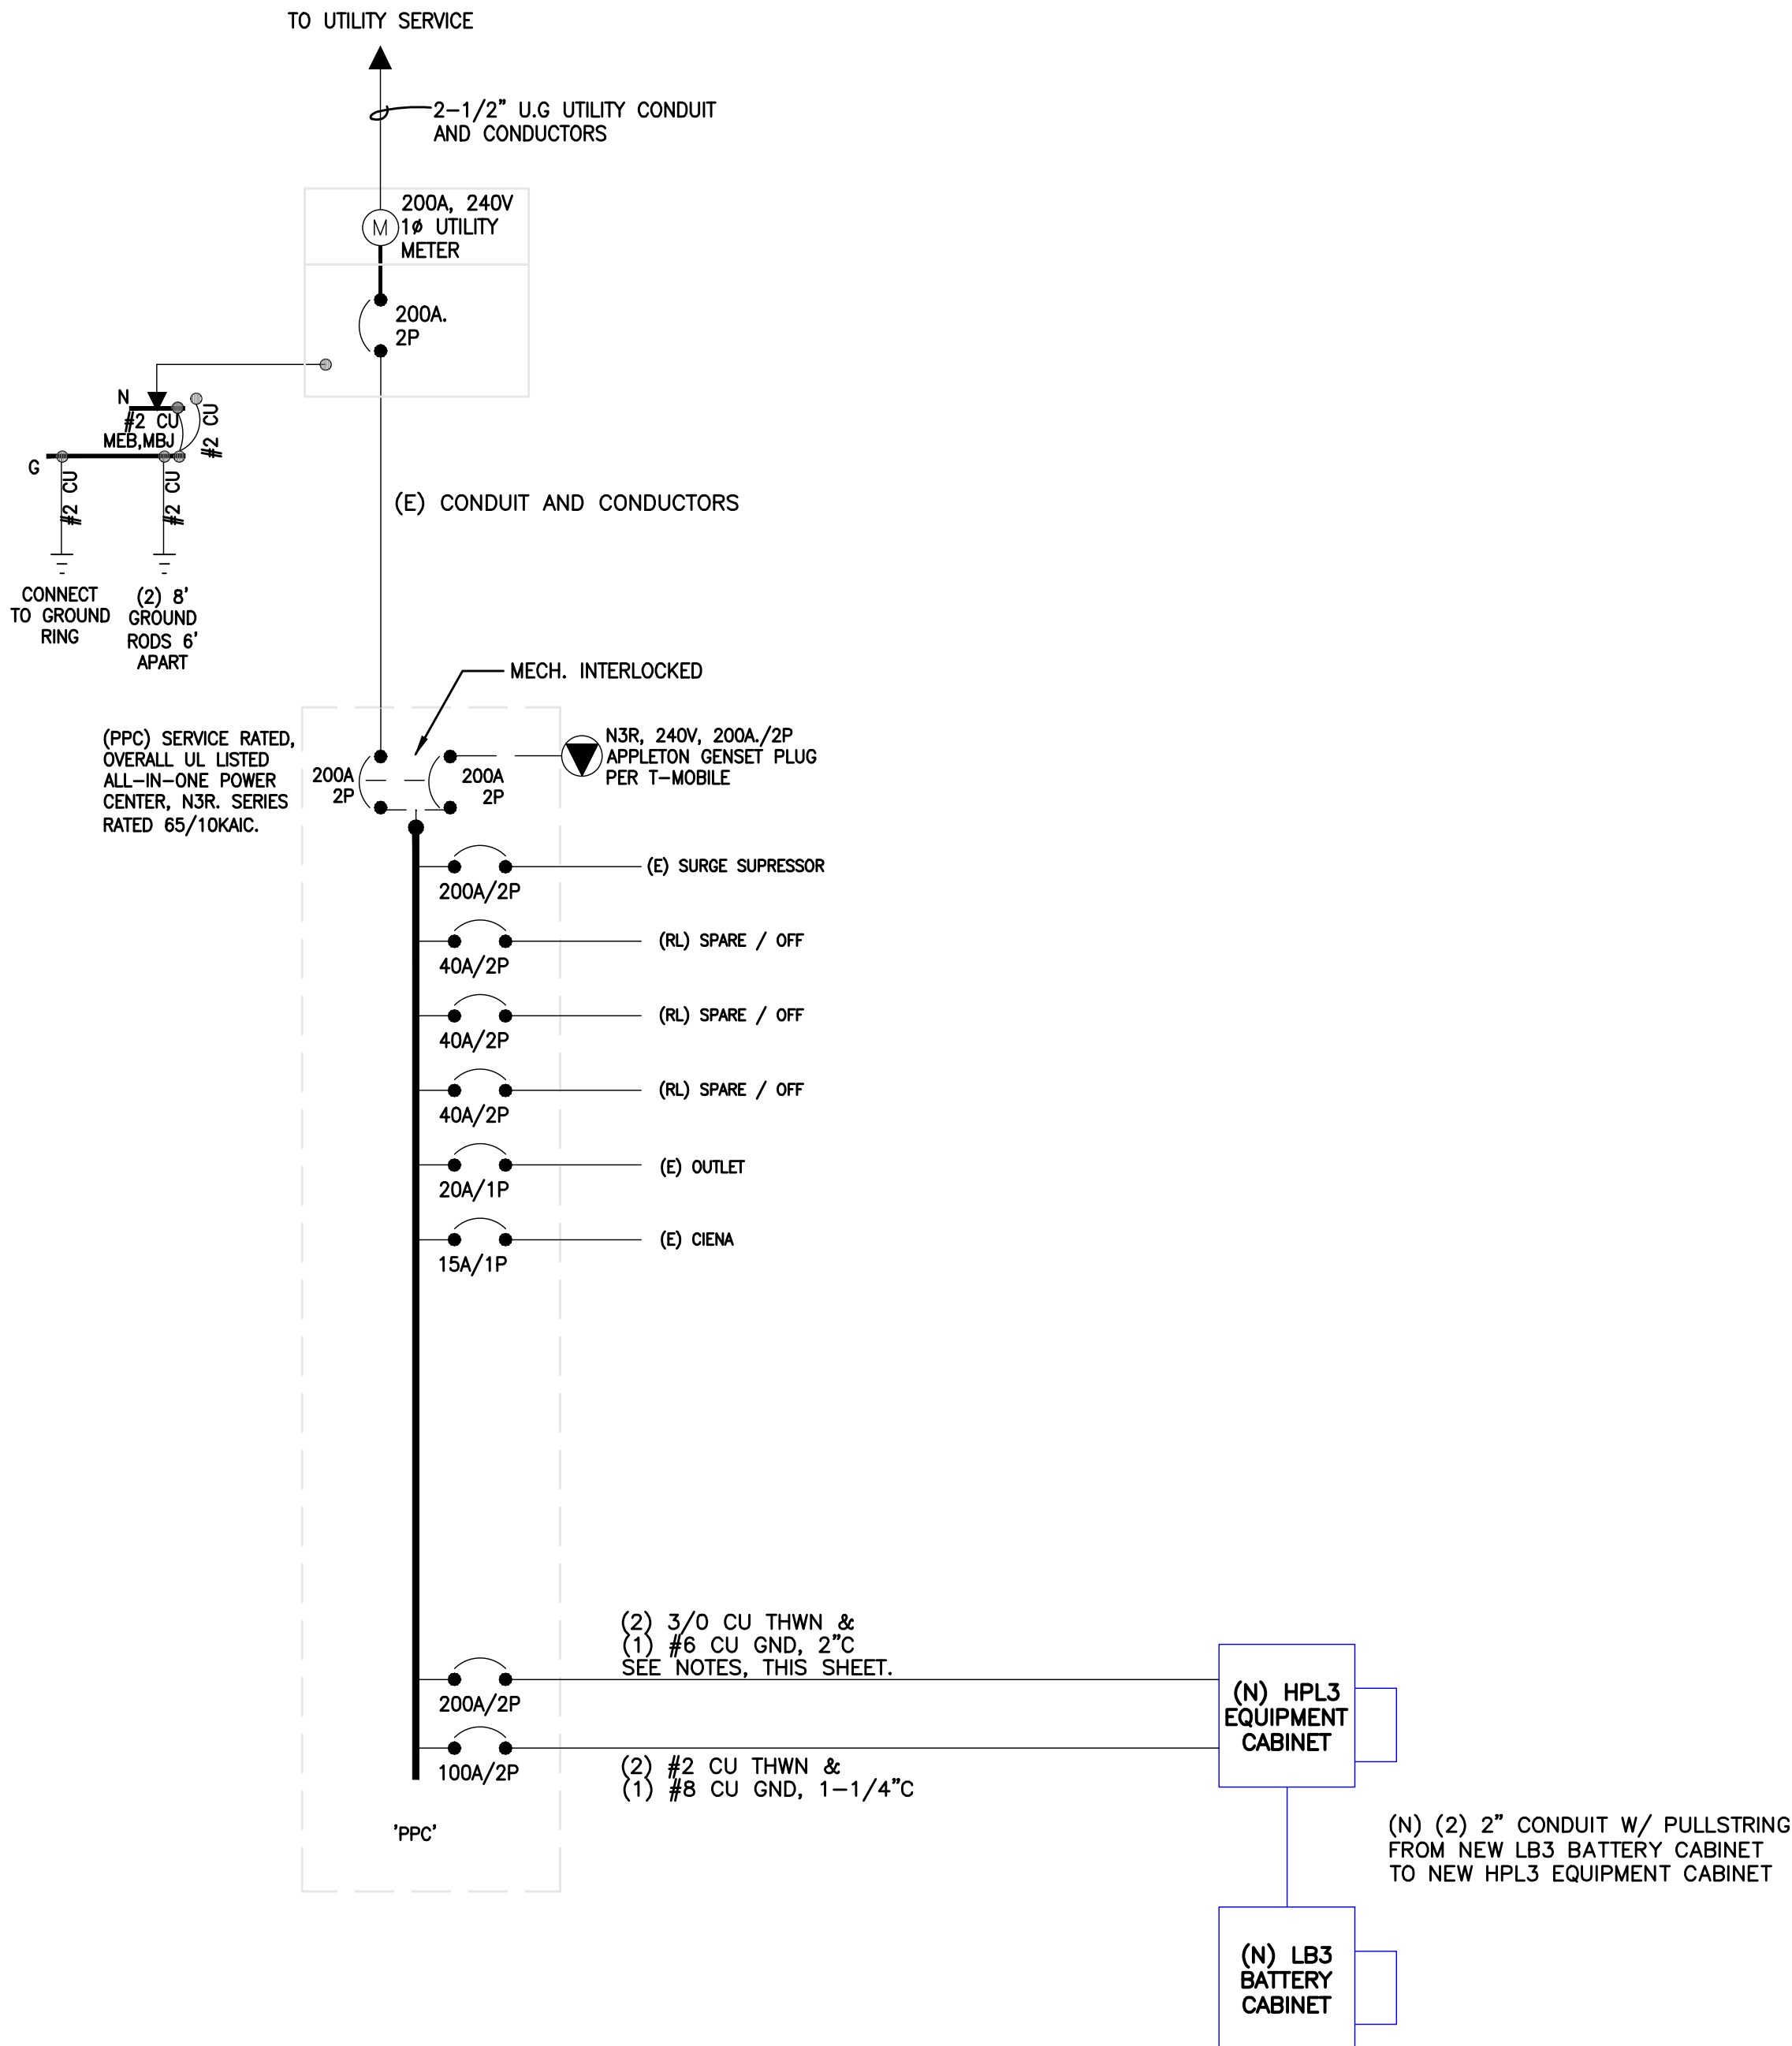 TO UTILITY SERVICE
2-1/2" U.G UTILITY CONDUIT
AND CONDUCTORS
200A, 240V
1ø UTILITY
METER
M
200A.
2P
N
#2 CU
#2 CU
MEB,MBJ
G
#2 CU
#2 CU
CONNECT
TO GROUND
RING
(2) 8'
GROUND
RODS 6'
APART
(E) CONDUIT AND CONDUCTORS
MECH. INTERLOCKED
(PPC) SERVICE RATED,
OVERALL UL LISTED
ALL-IN-ONE POWER
CENTER, N3R. SERIES
RATED 65/10KAIC.
200A
2P
200A
2P
N3R, 240V, 200A./2P
APPLETON GENSET PLUG
PER T-MOBILE
(E) SURGE SUPRESSOR
200A/2P
(RL) SPARE / OFF
40A/2P
(RL) SPARE / OFF
40A/2P
(RL) SPARE / OFF
40A/2P
(E) OUTLET
20A/1P
(E) CIENA
15A/1P
(2) 3/0 CU THWN &
(1) #6 CU GND, 2"C
SEE NOTES, THIS SHEET.
200A/2P
(N) HPL3
EQUIPMENT
CABINET
100A/2P
(2) #2 CU THWN &
(1) #8 CU GND, 1-1/4"C
'PPC'
(N) (2) 2" CONDUIT W/ PULLSTRING
FROM NEW LB3 BATTERY CABINET
TO NEW HPL3 EQUIPMENT CABINET
(N) LB3
BATTERY
CABINET